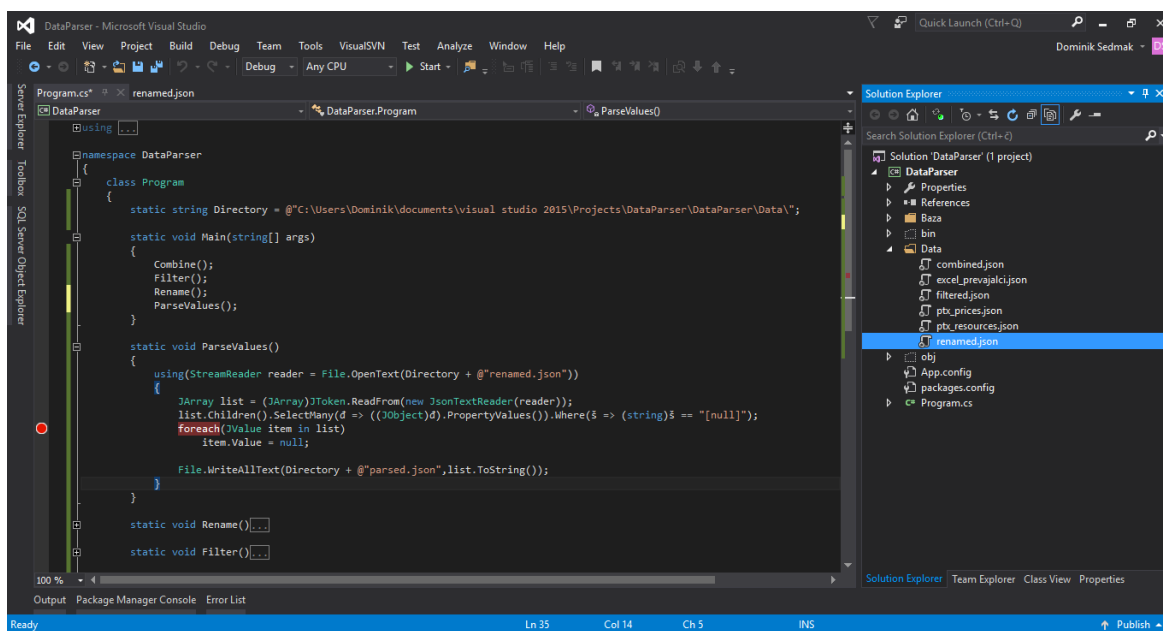 DataParser - Microsoft Visual Studio
Quick Launch (Ctrl+Q)
File Edit View Project Build Debug Team Tools VisualSVN Test Analyze Window Help
Dominik Sedmak
DS
Debug Any CPU Start
Server Explorer
Toolbox
SQL Server Object Explorer
Program.cs* renamed.json
C# DataParser DataParser.Program ParseValues()
using ...
namespace DataParser
{
class Program
{
static string Directory = @"C:\Users\Dominik\documents\visual studio 2015\Projects\DataParser\DataParser\Data\";
static void Main(string[] args)
{
Combine();
Filter();
Rename();
ParseValues();
}
static void ParseValues()
{
using(StreamReader reader = File.OpenText(Directory + @"renamed.json"))
{
JArray list = (JArray)JToken.ReadFrom(new JsonTextReader(reader));
list.Children().SelectMany(đ => ((JObject)đ).PropertyValues()).Where(š => (string)š == "[null]");
foreach(JValue item in list)
item.Value = null;
File.WriteAllText(Directory + @"parsed.json",list.ToString());
}
}
static void Rename()...
static void Filter()...
100 %
Solution Explorer
Search Solution Explorer (Ctrl+č)
Solution 'DataParser' (1 project)
C# DataParser
Properties
References
Baza
bin
Data
combined.json
excel_prevajalci.json
filtered.json
ptx_prices.json
ptx_resources.json
renamed.json
obj
App.config
packages.config
C# Program.cs
Solution Explorer Team Explorer Class View Properties
Output Package Manager Console Error List
Ready Ln 35 Col 14 Ch 5 INS Publish